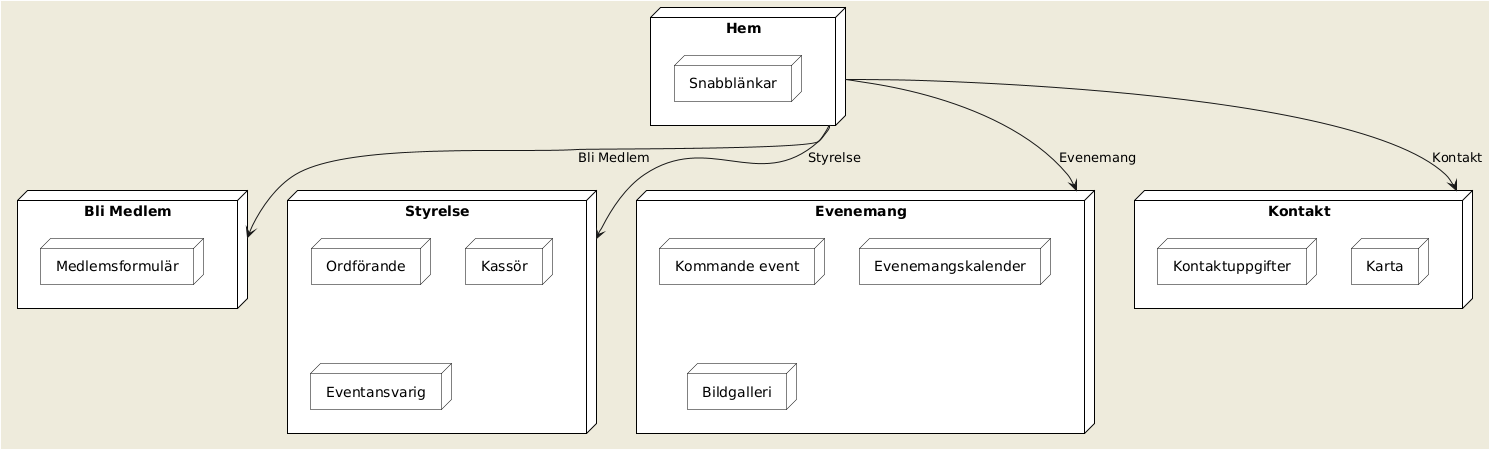 Hem
Snabblänkar
Bli Medlem
Styrelse
Evenemang
Kontakt
Bli Medlem
Medlemsformulär
Styrelse
Ordförande
Kassör
Eventansvarig
Evenemang
Kommande event
Evenemangskalender
Bildgalleri
Kontakt
Kontaktuppgifter
Karta